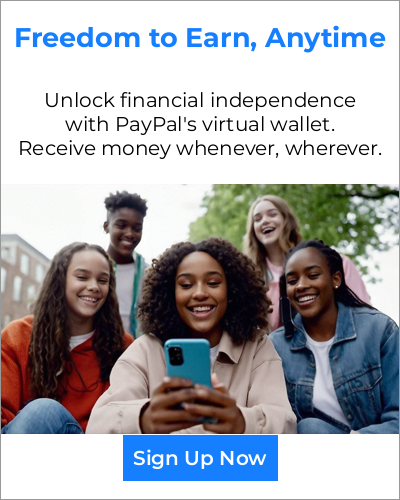 Freedom to Earn, Anytime
Unlock financial independence
with PayPal's virtual wallet.
Receive money whenever, wherever.
Sign Up Now